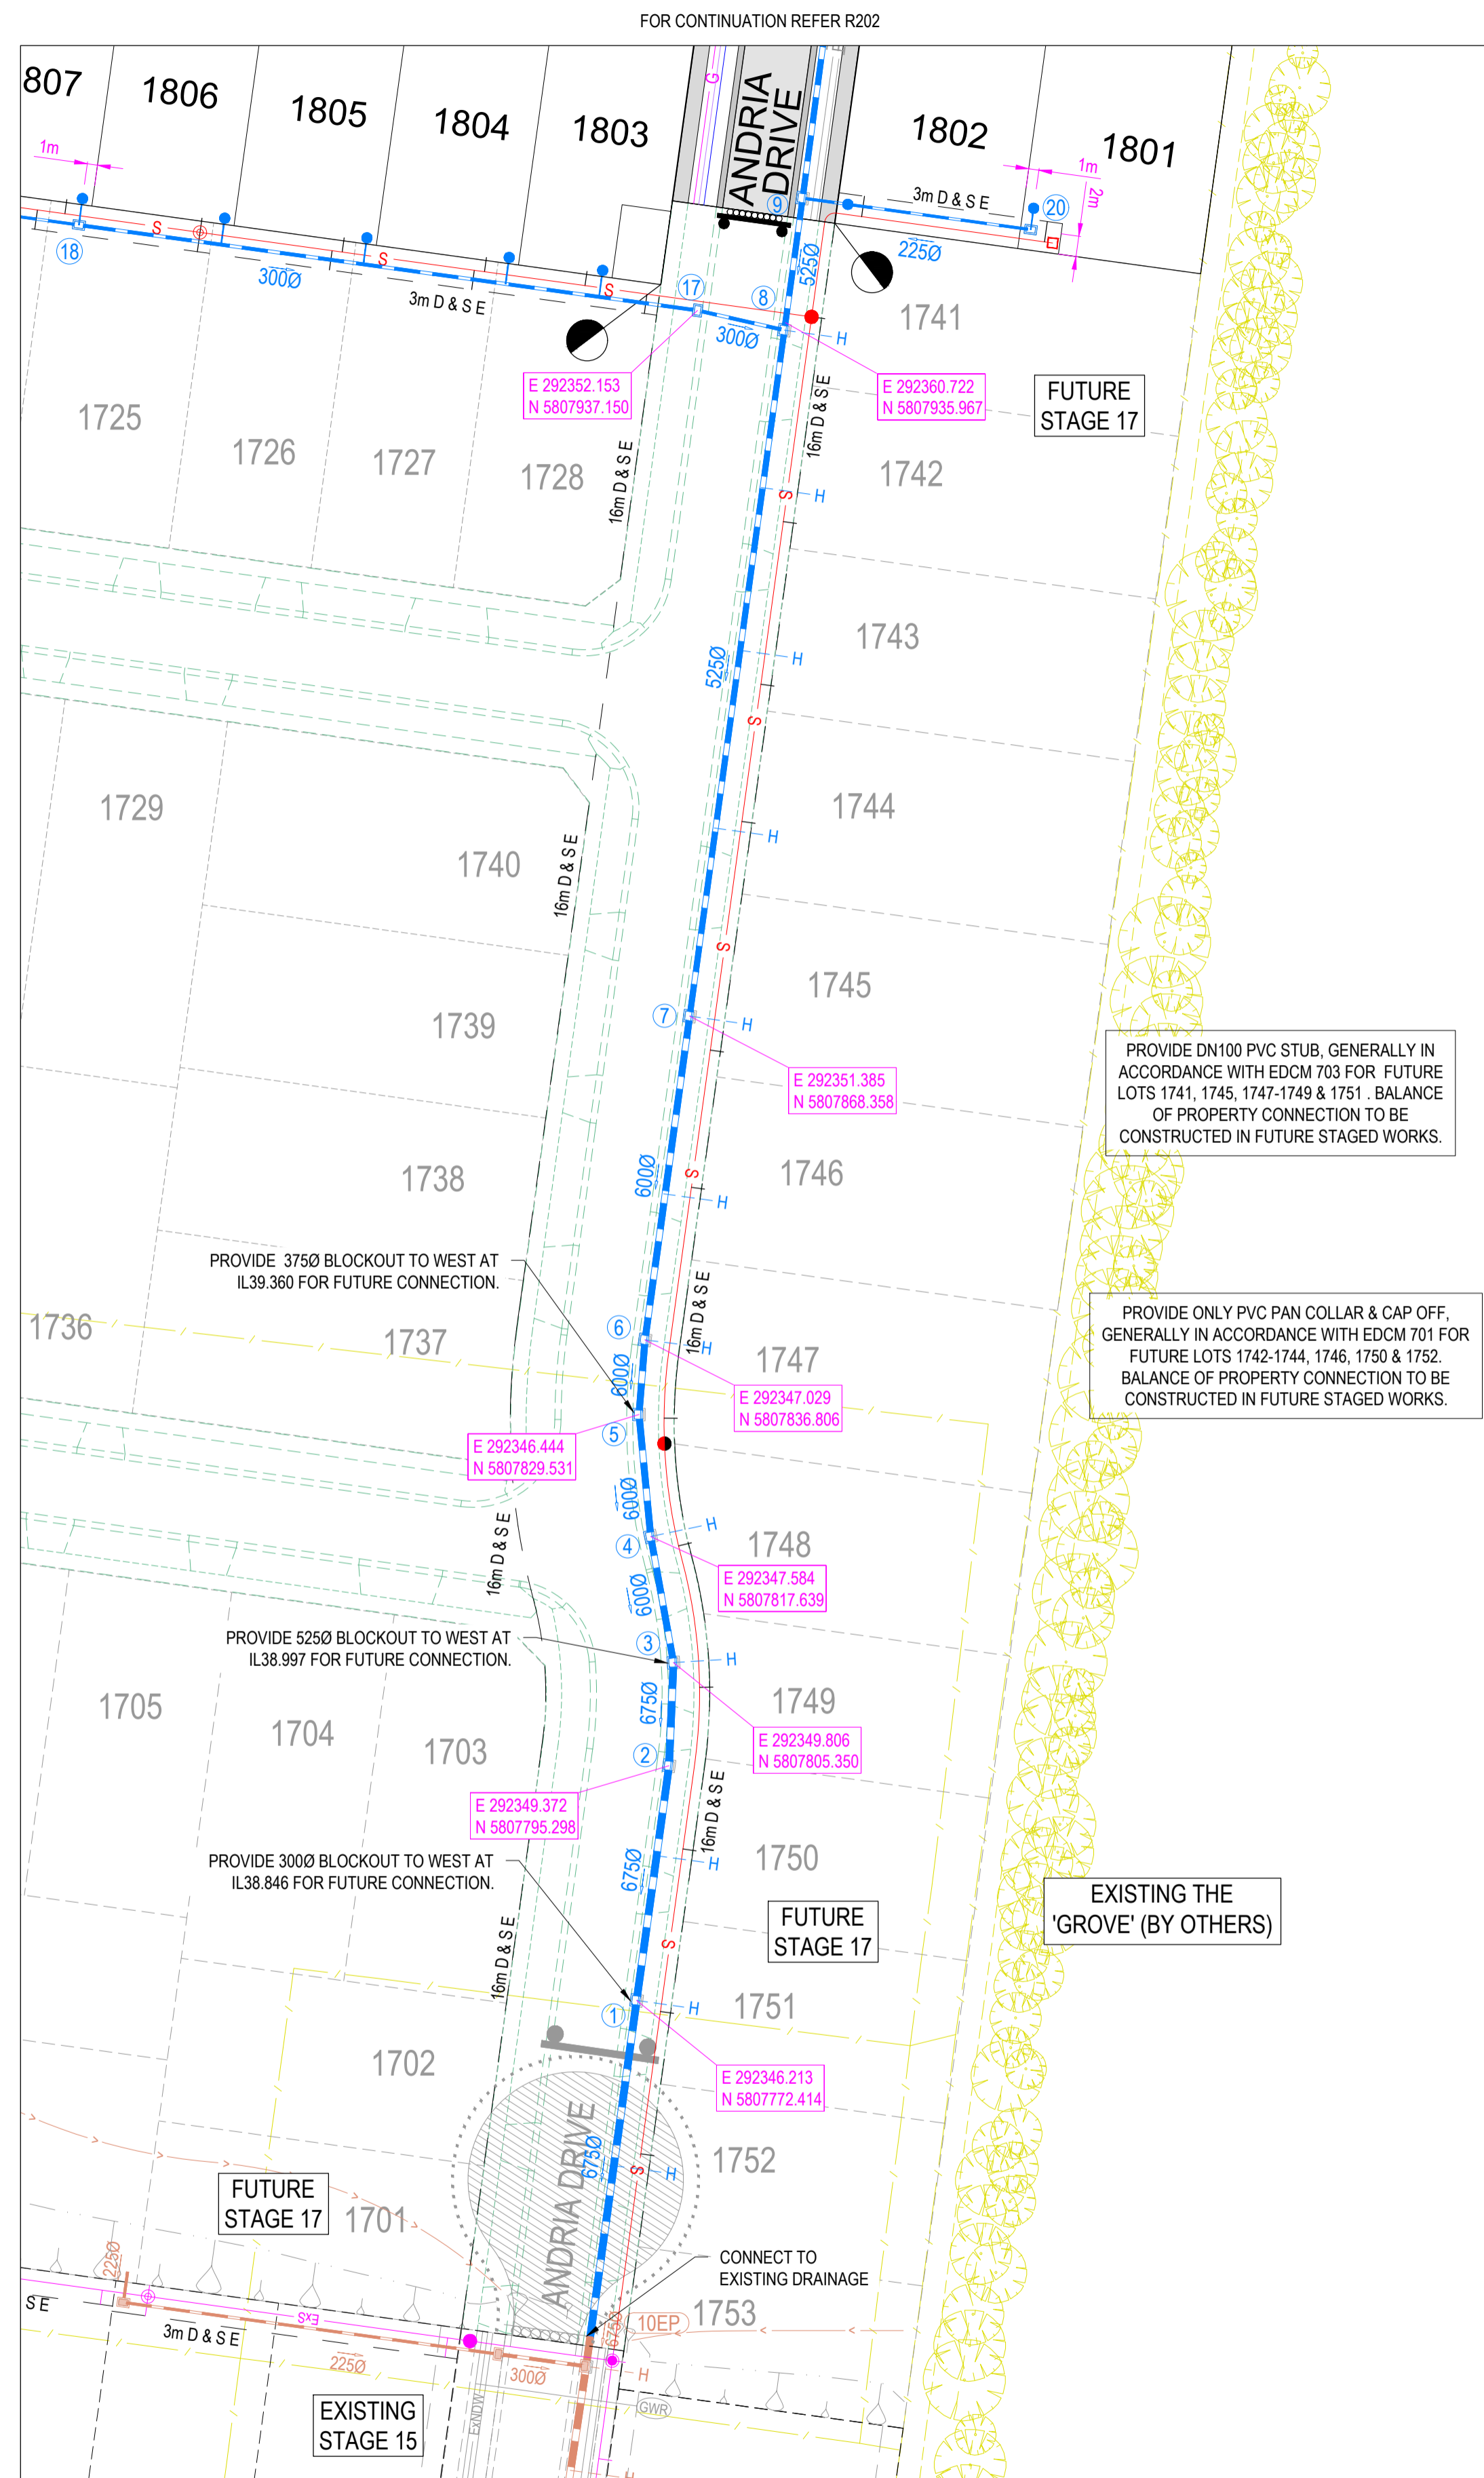 FOR CONTINUATION REFER R202
807
1806
1805
1804
1803
G
ANDRIA
DRIVE
1802
1801
1m
1m
2m
3m D & S E
9
20
S
S
S
18
300Ø
3m D & S E
17
8
525Ø
225Ø
300Ø
H
1741
E 292352.153
N 5807937.150
E 292360.722
N 5807935.967
FUTURE
STAGE 17
1725
1726
1727
1728
16m D & S E
16m D & S E
S
H
1742
525Ø
H
1743
S
1729
1740
16m D & S E
H
1744
S
1745
1739
7
H
E 292351.385
N 5807868.358
PROVIDE DN100 PVC STUB, GENERALLY IN
ACCORDANCE WITH EDCM 703 FOR FUTURE
LOTS 1741, 1745, 1747-1749 & 1751 . BALANCE
OF PROPERTY CONNECTION TO BE
CONSTRUCTED IN FUTURE STAGED WORKS.
1738
600Ø
S
H
1746
PROVIDE 375Ø BLOCKOUT TO WEST AT
IL39.360 FOR FUTURE CONNECTION.
16m D & S E
1736
1737
6
H
1747
600Ø
PROVIDE ONLY PVC PAN COLLAR & CAP OFF,
GENERALLY IN ACCORDANCE WITH EDCM 701 FOR
FUTURE LOTS 1742-1744, 1746, 1750 & 1752.
BALANCE OF PROPERTY CONNECTION TO BE
CONSTRUCTED IN FUTURE STAGED WORKS.
E 292347.029
N 5807836.806
5
E 292346.444
N 5807829.531
600Ø
16m D & S E
4
H
1748
E 292347.584
N 5807817.639
600Ø
PROVIDE 525Ø BLOCKOUT TO WEST AT
IL38.997 FOR FUTURE CONNECTION.
3
H
1705
1704
1703
675Ø
1749
2
E 292349.806
N 5807805.350
E 292349.372
N 5807795.298
16m D & S E
675Ø
H
1750
PROVIDE 300Ø BLOCKOUT TO WEST AT
IL38.846 FOR FUTURE CONNECTION.
16m D & S E
S
FUTURE
STAGE 17
EXISTING THE
'GROVE' (BY OTHERS)
1
H
1751
1702
E 292346.213
N 5807772.414
ANDRIA DRIVE
675Ø
S
H
1752
FUTURE
STAGE 17
1701
CONNECT TO
EXISTING DRAINAGE
225Ø
S E
ExS
3m D & S E
225Ø
300Ø
675Ø
10EP
1753
H
EXISTING
STAGE 15
ExNDW
GWR
H